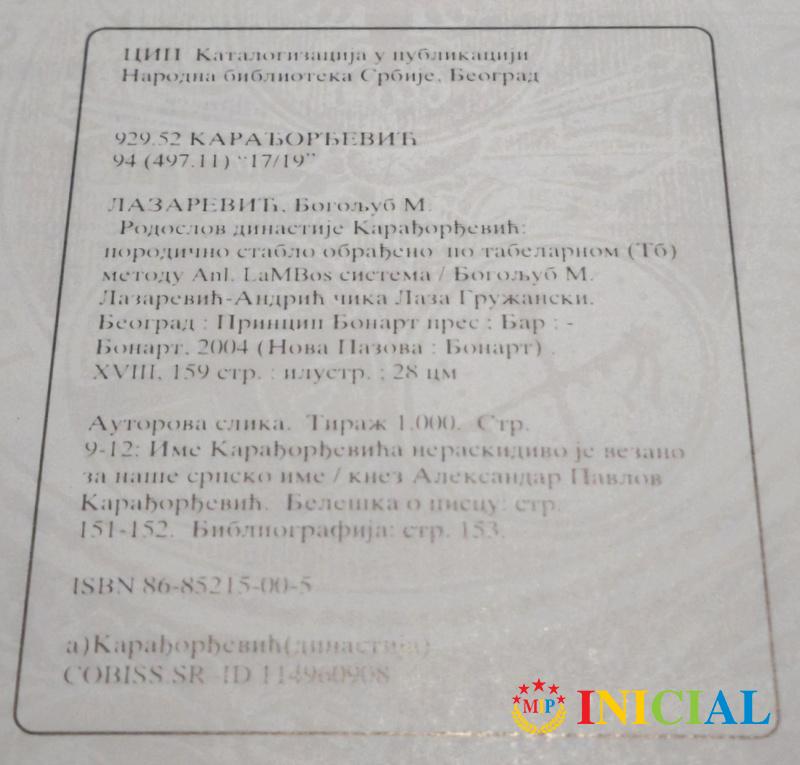 ЦИП Каталогизација у публикацији
Народна библиотека Србије, Београд
929.52 КАРАЂОРЂЕВИЋ
94 (497.11) “17/19”
ЛАЗАРЕВИЋ, Богољуб М.
Родослов династије Карађорђевић:
породично стабло обрађено по табеларном (Тб)
методу Anl. LaMBos система / Богољуб М.
Лазаревић-Андрић чика Лаза Гружански.
Београд : Принцип Бонарт прес ; Бар : -
Бонарт, 2004 (Нова Пазова : Бонарт) .
XVIII, 159 стр. : илустр. ; 28 цм
Ауторова слика. Тираж 1.000. Стр.
9-12: Име Карађорђевића нераскидиво је везано
за наше српско име / кнез Александар Павлов
Карађорђевић. Белешка о писцу: стр.
151-152. Библиографија: стр. 153.
ISBN 86-85215-00-5
а)Карађорђевић(династија)
COBISS.SR-ID 114960908
MIP INICIAL